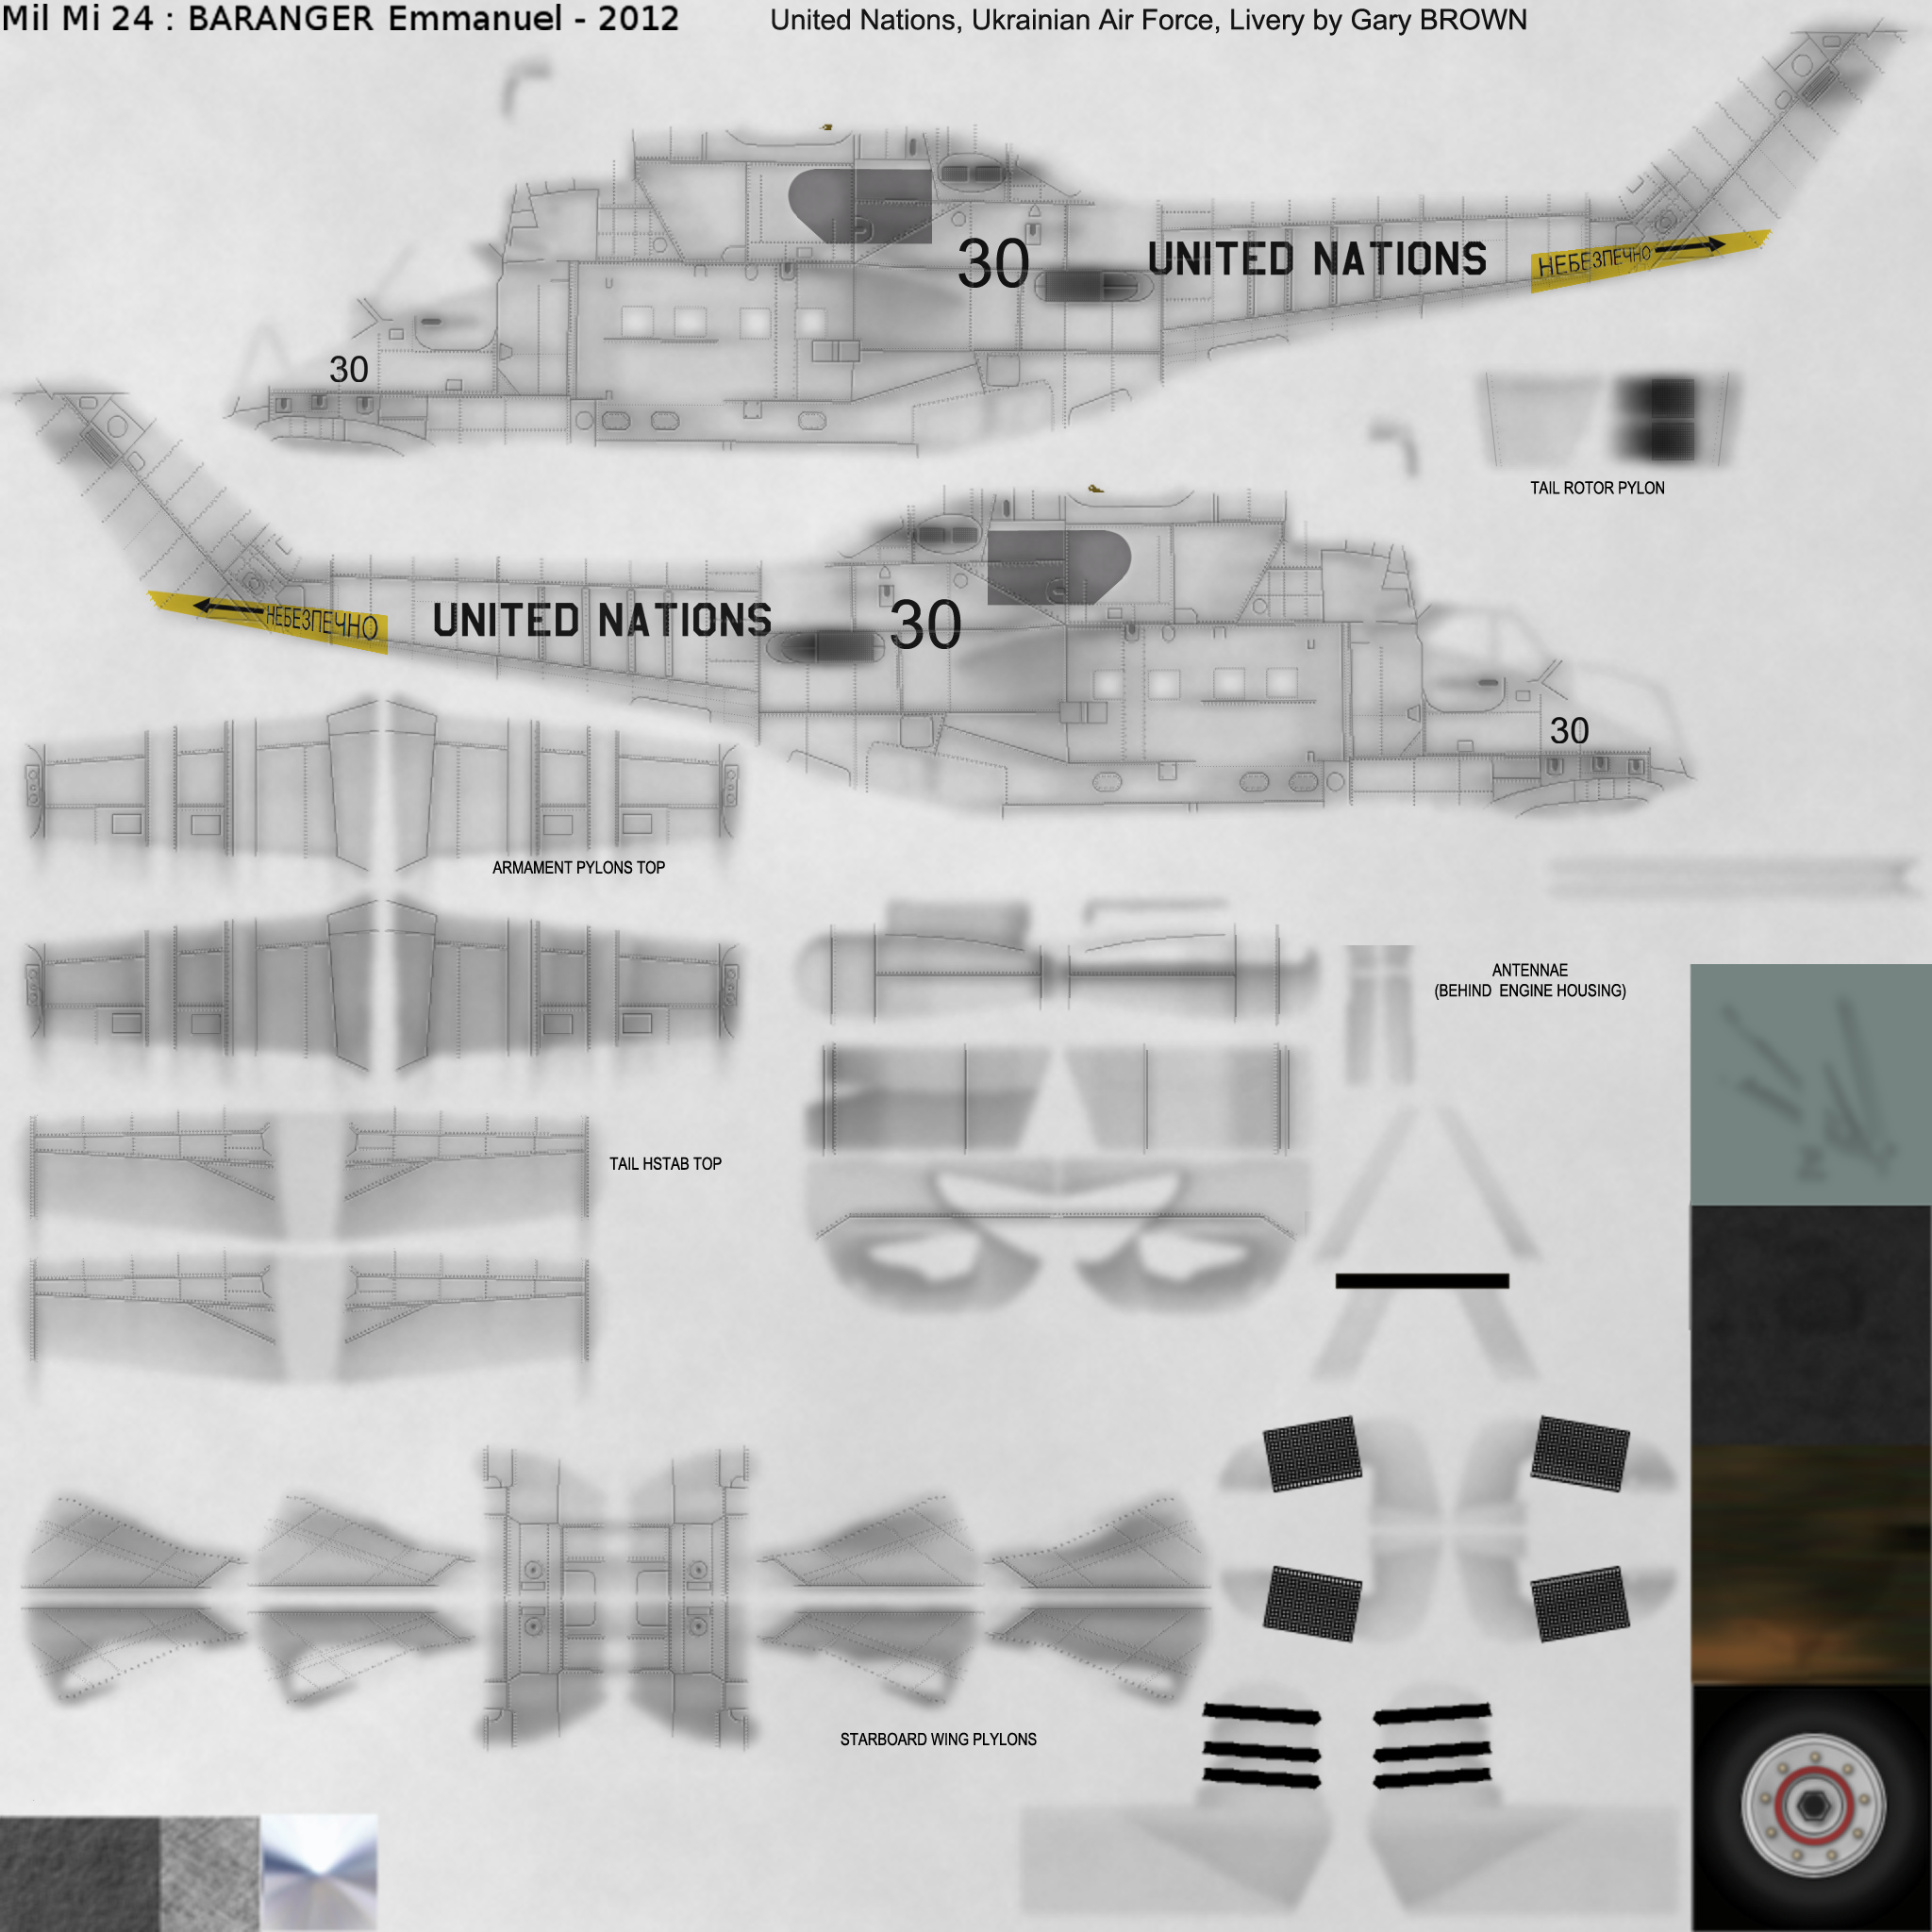 Mil Mi 24 : BARANGER Emmanuel - 2012
United Nations, Ukrainian Air Force, Livery by Gary BROWN
30
UNITED NATIONS
НЕБЕЗПЕЧНО
30
TAIL ROTOR PYLON
НЕБЕЗПЕЧНО
UNITED NATIONS
30
30
ARMAMENT PYLONS TOP
ANTENNAE
(BEHIND ENGINE HOUSING)
TAIL HSTAB TOP
STARBOARD WING PLYLONS